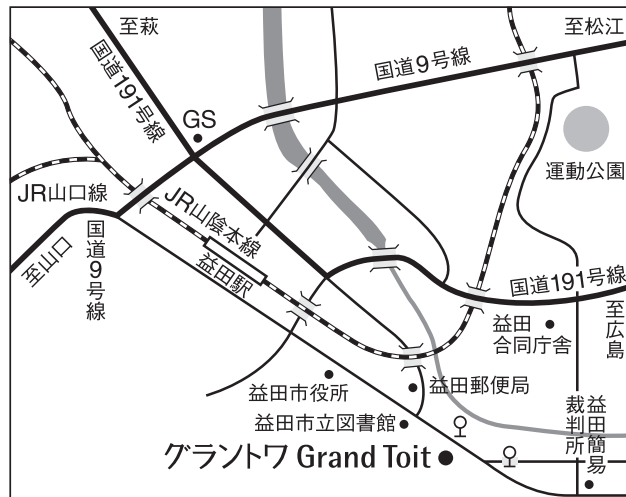 至萩
至松江
国道191号線
国道9号線
GS
運動公園
JR山口線
JR山陰本線
至山口
国道9号線
益田駅
国道191号線
至広島
益田
合同庁舎
益田市役所
益田郵便局
益田市立図書館
益田簡易
裁判所
グラントワ Grand Toit